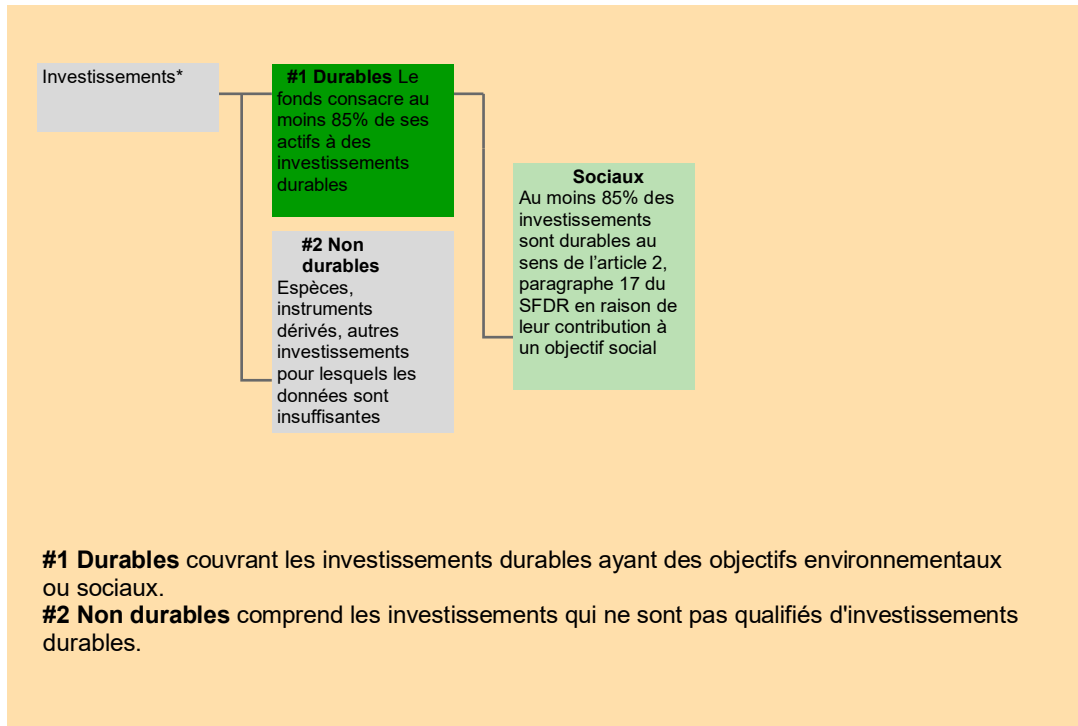 Investissements*
#1 Durables Le
fonds consacre au
moins 85% de ses
actifs à des
investissements
durables
#2 Non
durables
Espèces,
instruments
dérivés, autres
investissements
pour lesquels les
données sont
insuffisantes
Sociaux
Au moins 85% des
investissements
sont durables au
sens de l'article 2,
paragraphe 17 du
SFDR en raison de
leur contribution à
un objectif social
#1 Durables couvrant les investissements durables ayant des objectifs environnementaux
ou sociaux.
#2 Non durables comprend les investissements qui ne sont pas qualifiés d'investissements
durables.